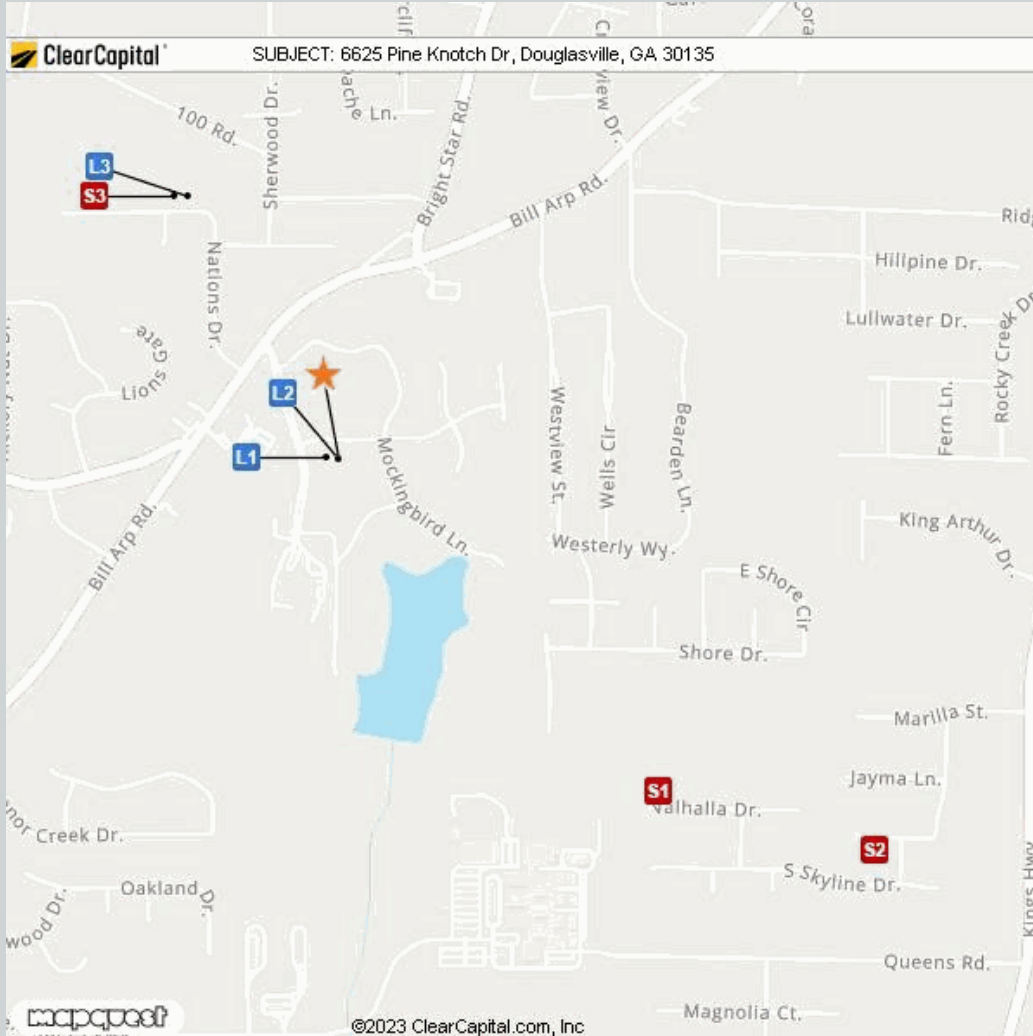 ClearCapital
SUBJECT: 6625 Pine Knotch Dr, Douglasville, GA 30135
100 Rd.
Sherwood Dr.
Bright Star Rd.
Bill Arp Rd.
L3
S3
Nations Dr.
Hillpine Dr.
Lullwater Dr.
Rocky Creek Dr
Lions Gate
L2
L1
Mockingbird Ln.
Westview St.
Wells Cir
Bearden Ln.
Fern Ln.
King Arthur Dr.
Westerly Wy.
Bill Arp Rd.
E Shore Cir
Shore Dr.
Marilla St.
S1
Jayma Ln.
Valhalla Dr.
S2
Creek Dr.
S Skyline Dr.
Oakland Dr.
Kings Hwy
wood Dr.
Queens Rd.
mapquest
©2023 ClearCapital.com, Inc
Magnolia Ct.